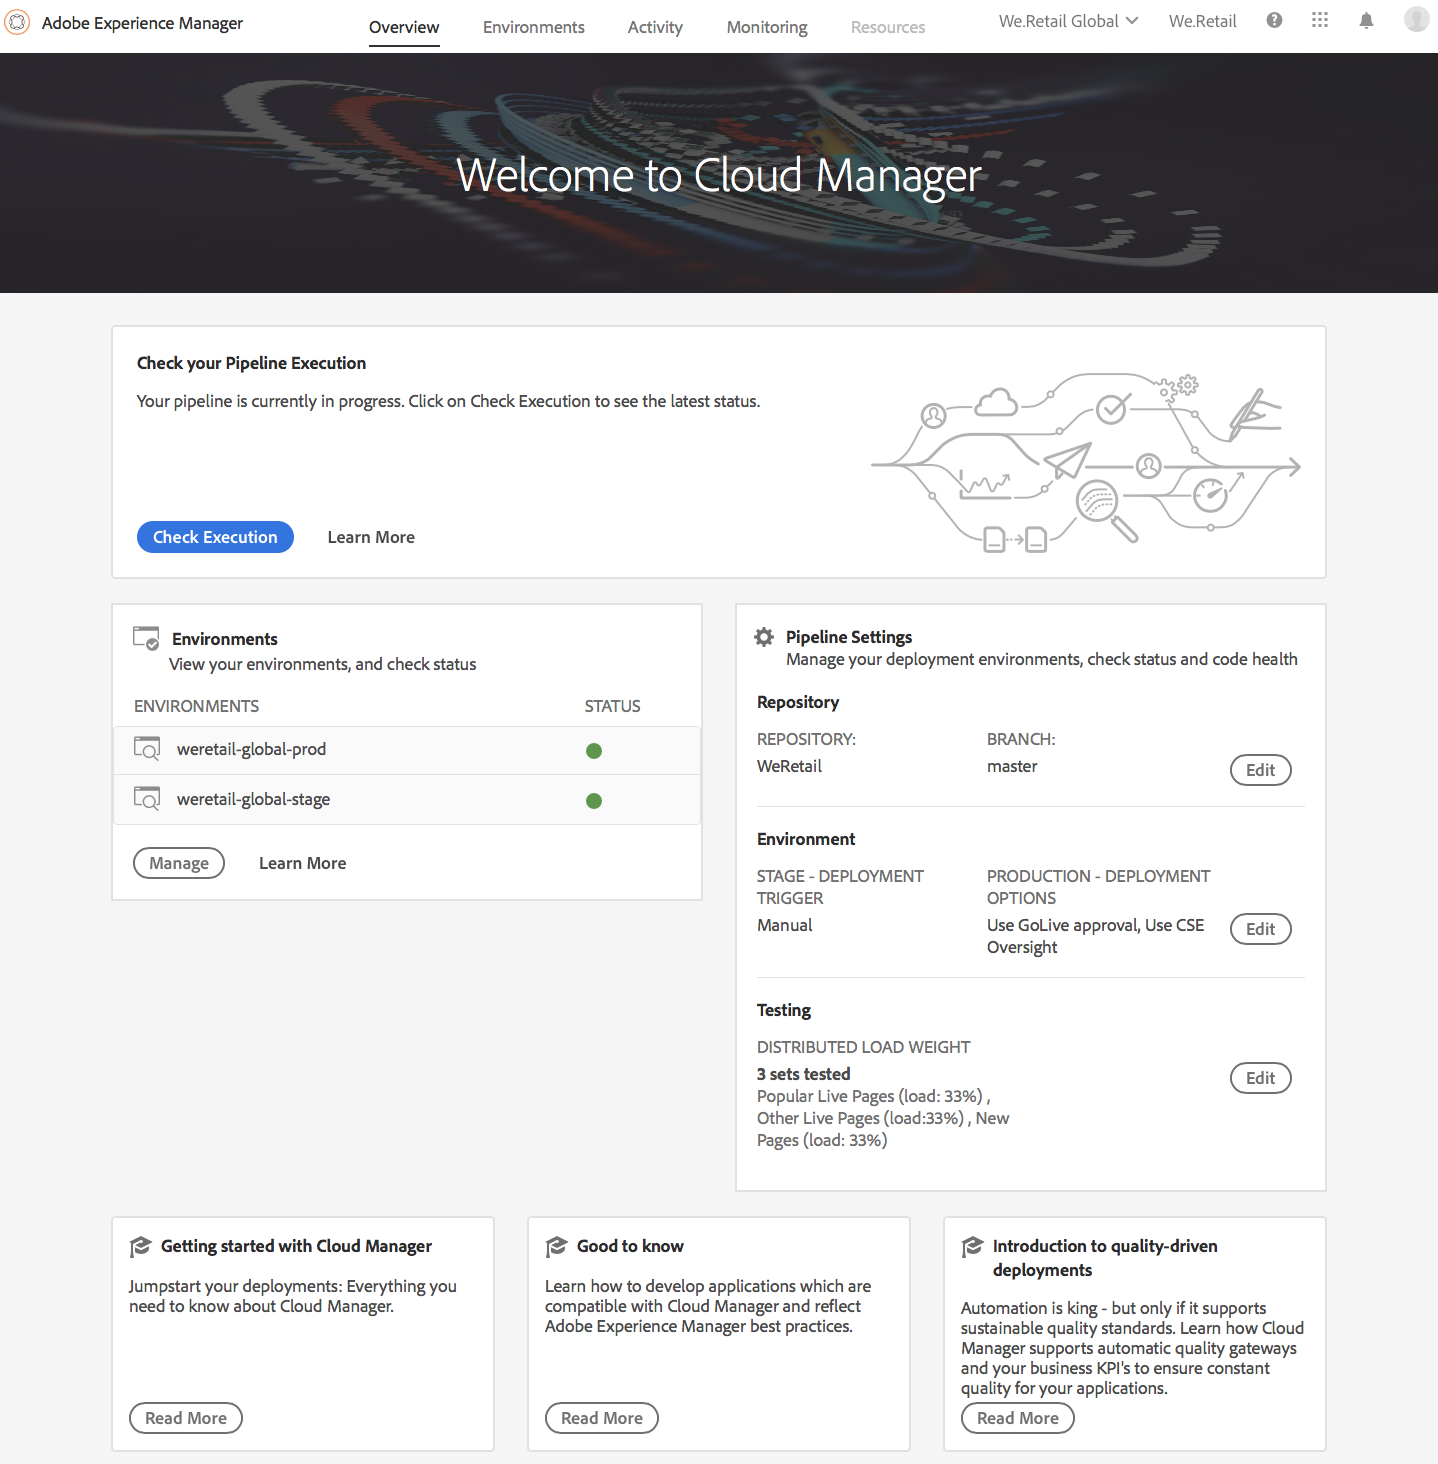 Adobe Experience Manager
Overview
Environments
Activity
Monitoring
Resources
We.Retail Global
We.Retail
Welcome to Cloud Manager
Check your Pipeline Execution
Your pipeline is currently in progress. Click on Check Execution to see the latest status.
Check Execution
Learn More
Environments
View your environments, and check status
ENVIRONMENTS
STATUS
weretail-global-prod
weretail-global-stage
Manage
Learn More
Pipeline Settings
Manage your deployment environments, check status and code health
Repository
REPOSITORY:
BRANCH:
WeRetail
master
Edit
Environment
STAGE - DEPLOYMENT
TRIGGER
Manual
PRODUCTION - DEPLOYMENT
OPTIONS
Use GoLive approval, Use CSE
Oversight
Edit
Testing
DISTRIBUTED LOAD WEIGHT
3 sets tested
Popular Live Pages (load: 33%) ,
Other Live Pages (load:33%) , New
Pages (load: 33%)
Edit
Getting started with Cloud Manager
Jumpstart your deployments: Everything you
need to know about Cloud Manager.
Read More
Good to know
Learn how to develop applications which are
compatible with Cloud Manager and reflect
Adobe Experience Manager best practices.
Read More
Introduction to quality-driven
deployments
Automation is king - but only if it supports
sustainable quality standards. Learn how Cloud
Manager supports automatic quality gateways
and your business KPI's to ensure constant
quality for your applications.
Read More